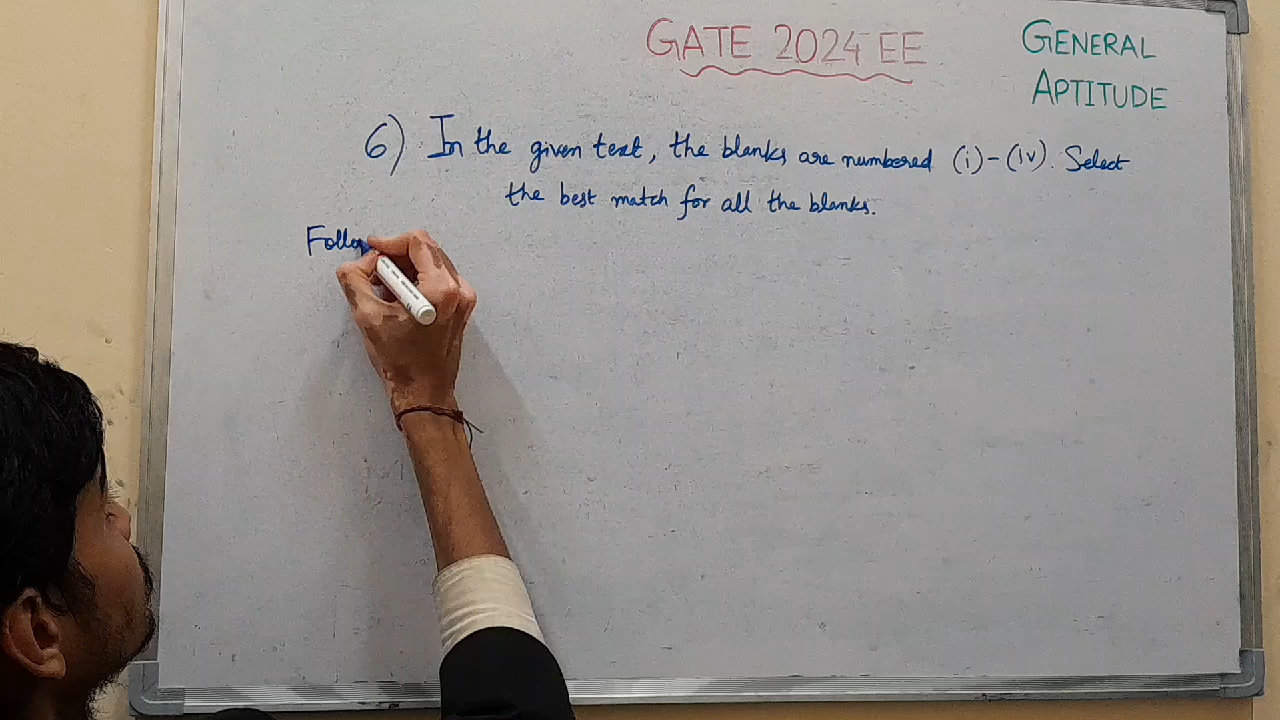 GATE 2024 EE
GENERAL
APTITUDE
6) In the given text, the blanks are numbered (i)-(iv). Select
the best match for all the blanks.
Follo